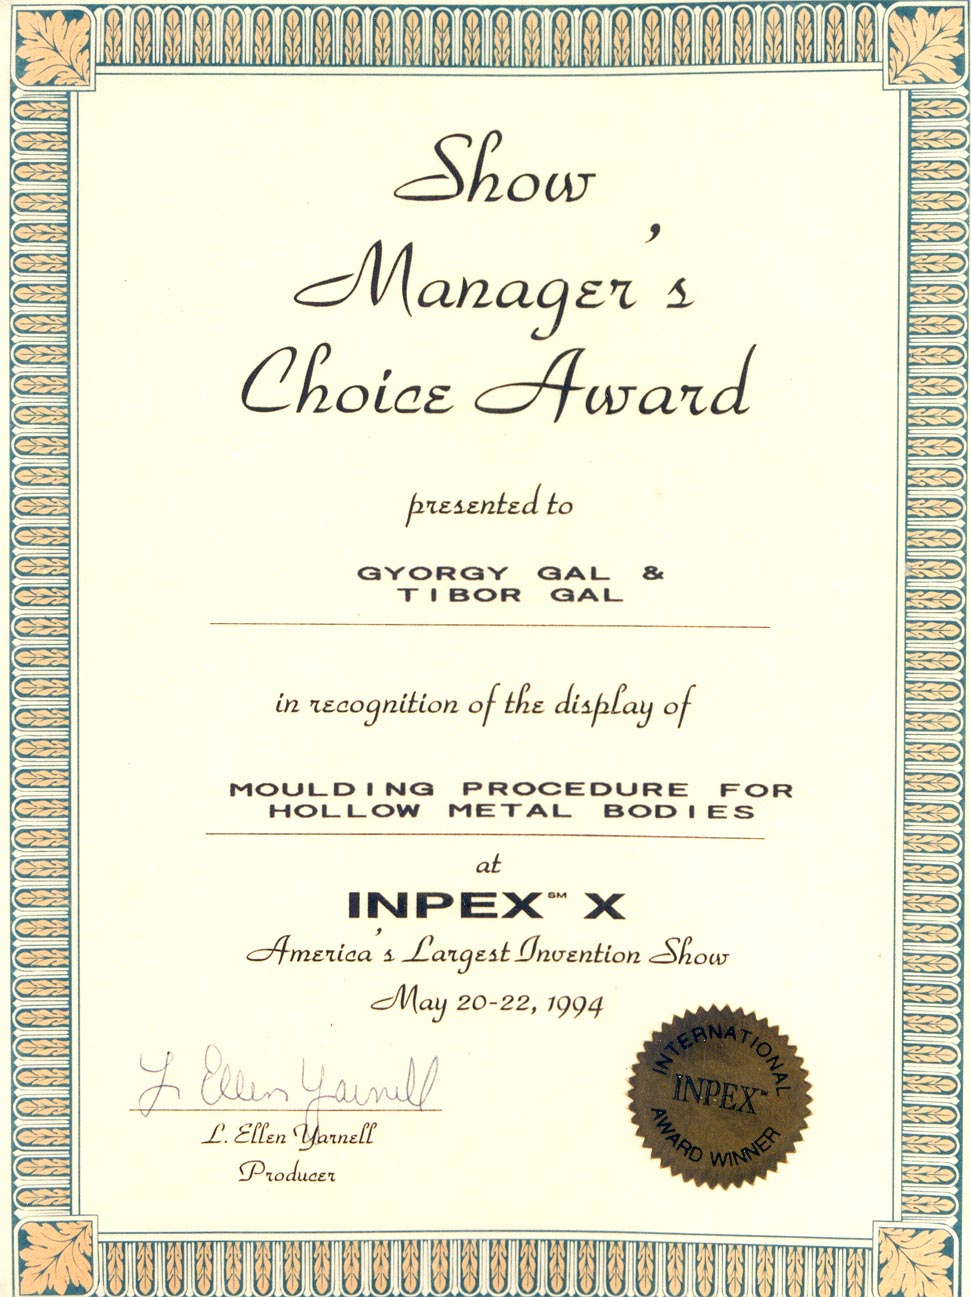 Show
Manager's
Choice Award
presented to
GYORGY GAL &
TIBOR GAL
in recognition of the display of
MOULDING PROCEDURE FOR
HOLLOW METAL BODIES
at
INPEX℠ X
America's Largest Invention Show
May 20-22, 1994
L. Ellen Yarnell
L. Ellen Yarnell
Producer
INTERNATIONAL
INPEX℠
AWARD WINNER